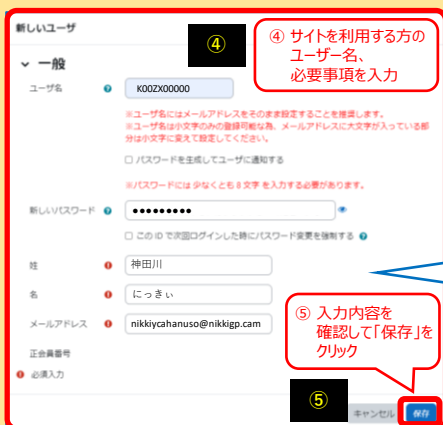 新しいユーザ
④
④ サイトを利用する方の
ユーザー名、
必要事項を入力
一般
ユーザ名
K00ZX00000
※ユーザ名にはメールアドレスをそのまま設定することを推奨します。
※ユーザ名は小文字のみの登録可能な為、メールアドレスに大文字が入っている部
分は小文字に変えて設定してください。
パスワードを生成してユーザに通知する
※パスワードには 少なくとも 8 文字 を入力する必要があります。
新しいパスワード
●●●●●●●●●
この ID で次回ログインした時にパスワード変更を強制する
姓
神田川
名
にっきぃ
メールアドレス
nikkiycahanuso@nikkigp.cam
正会員番号
必須入力
⑤ 入力内容を
確認して「保存」を
クリック
⑤
キャンセル
保存